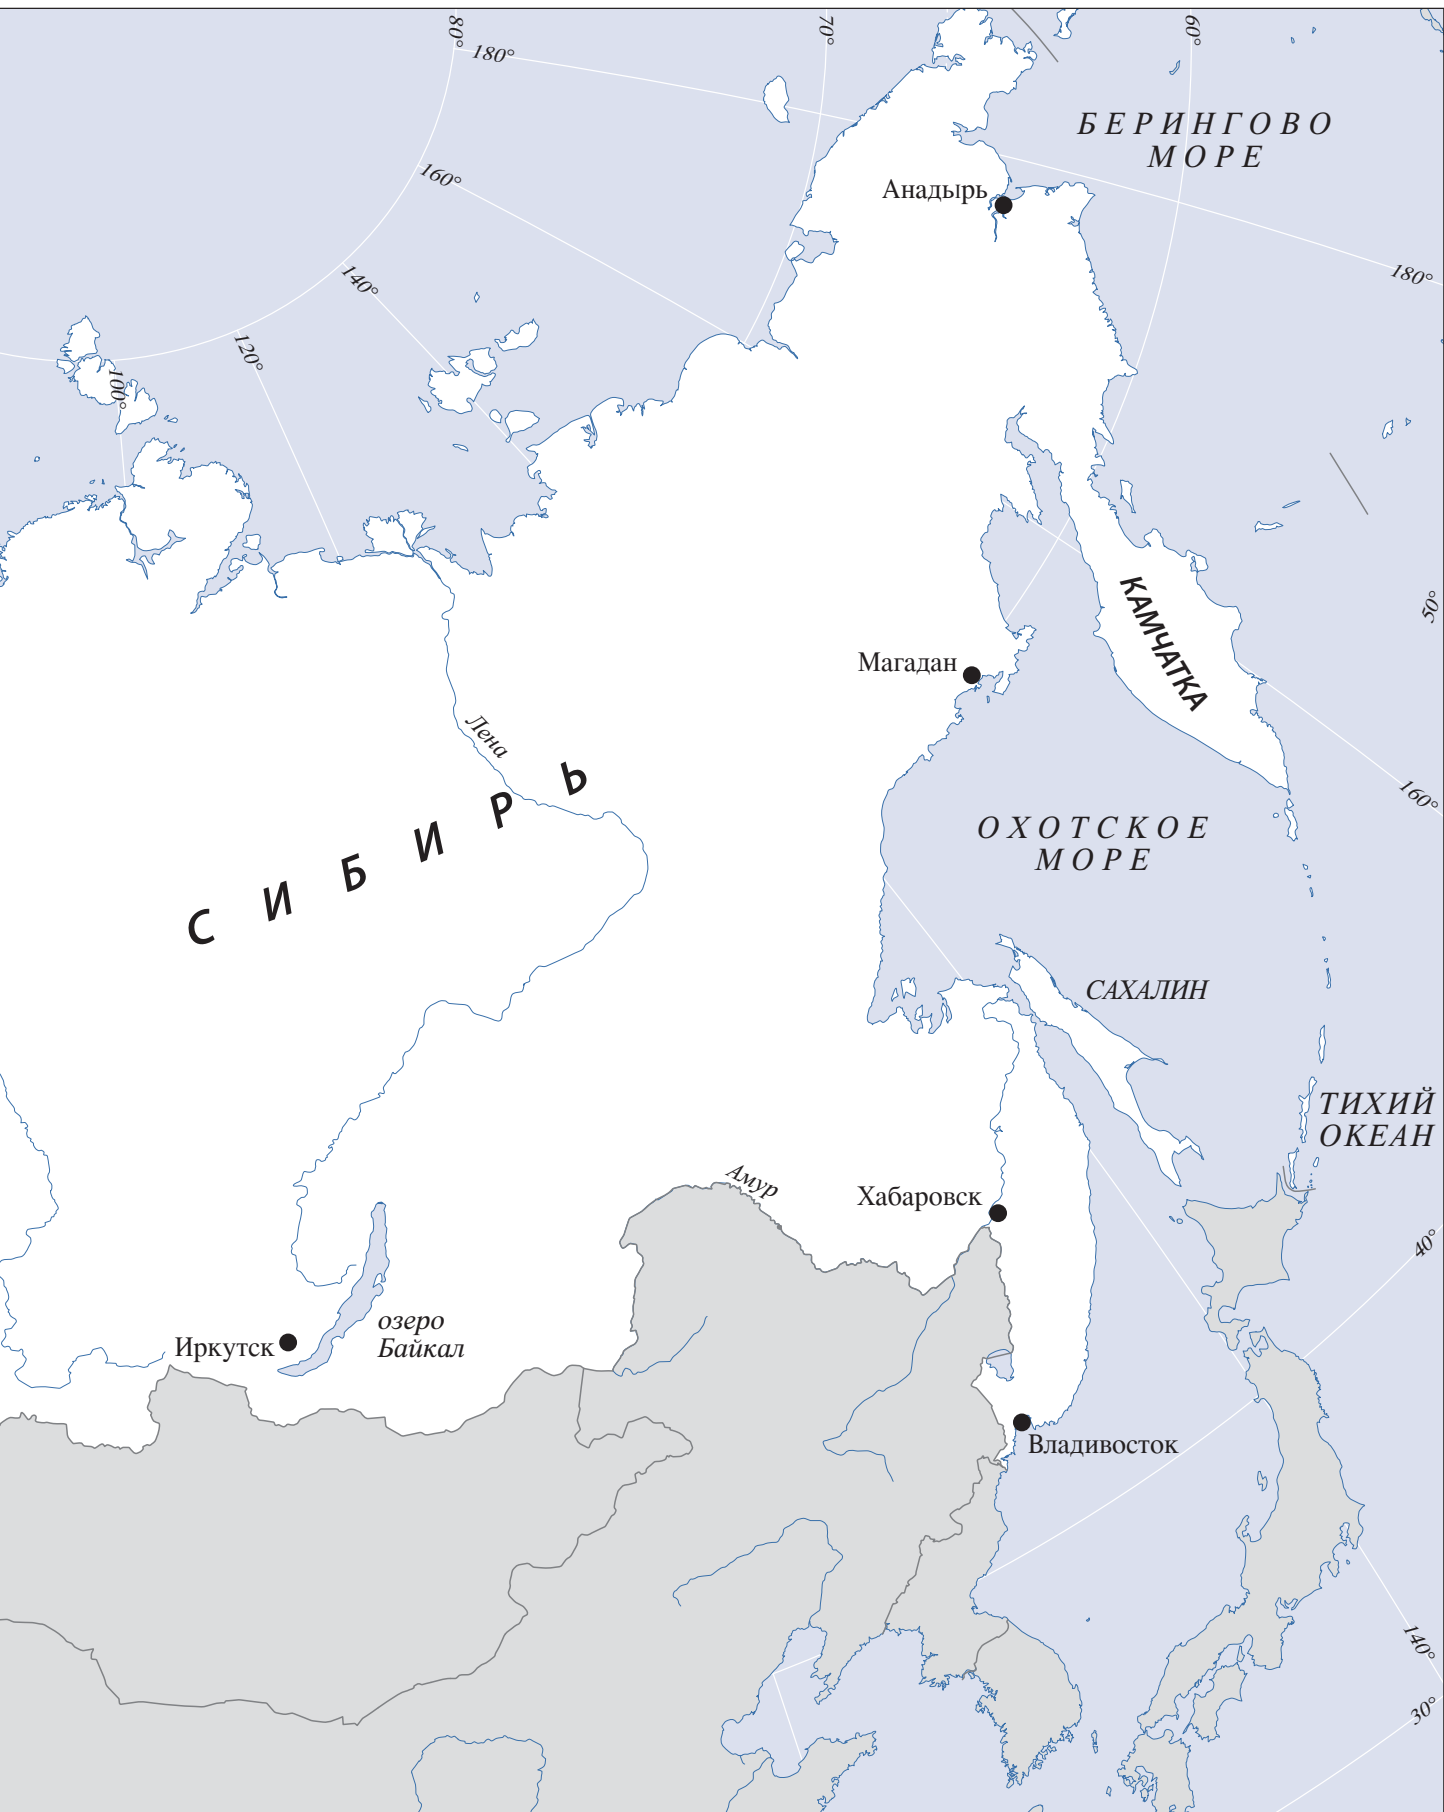 80°
70°
60°
180°
БЕРИНГОВО
МОРЕ
160°
Анадырь
180°
140°
120°
100°
КАМЧАТКА
50°
Магадан
Лена
160°
СИБИРЬ
ОХОТСКОЕ
МОРЕ
САХАЛИН
ТИХИЙ
ОКЕАН
Амур
Хабаровск
40°
озеро
Байкал
Иркутск
Владивосток
140°
30°